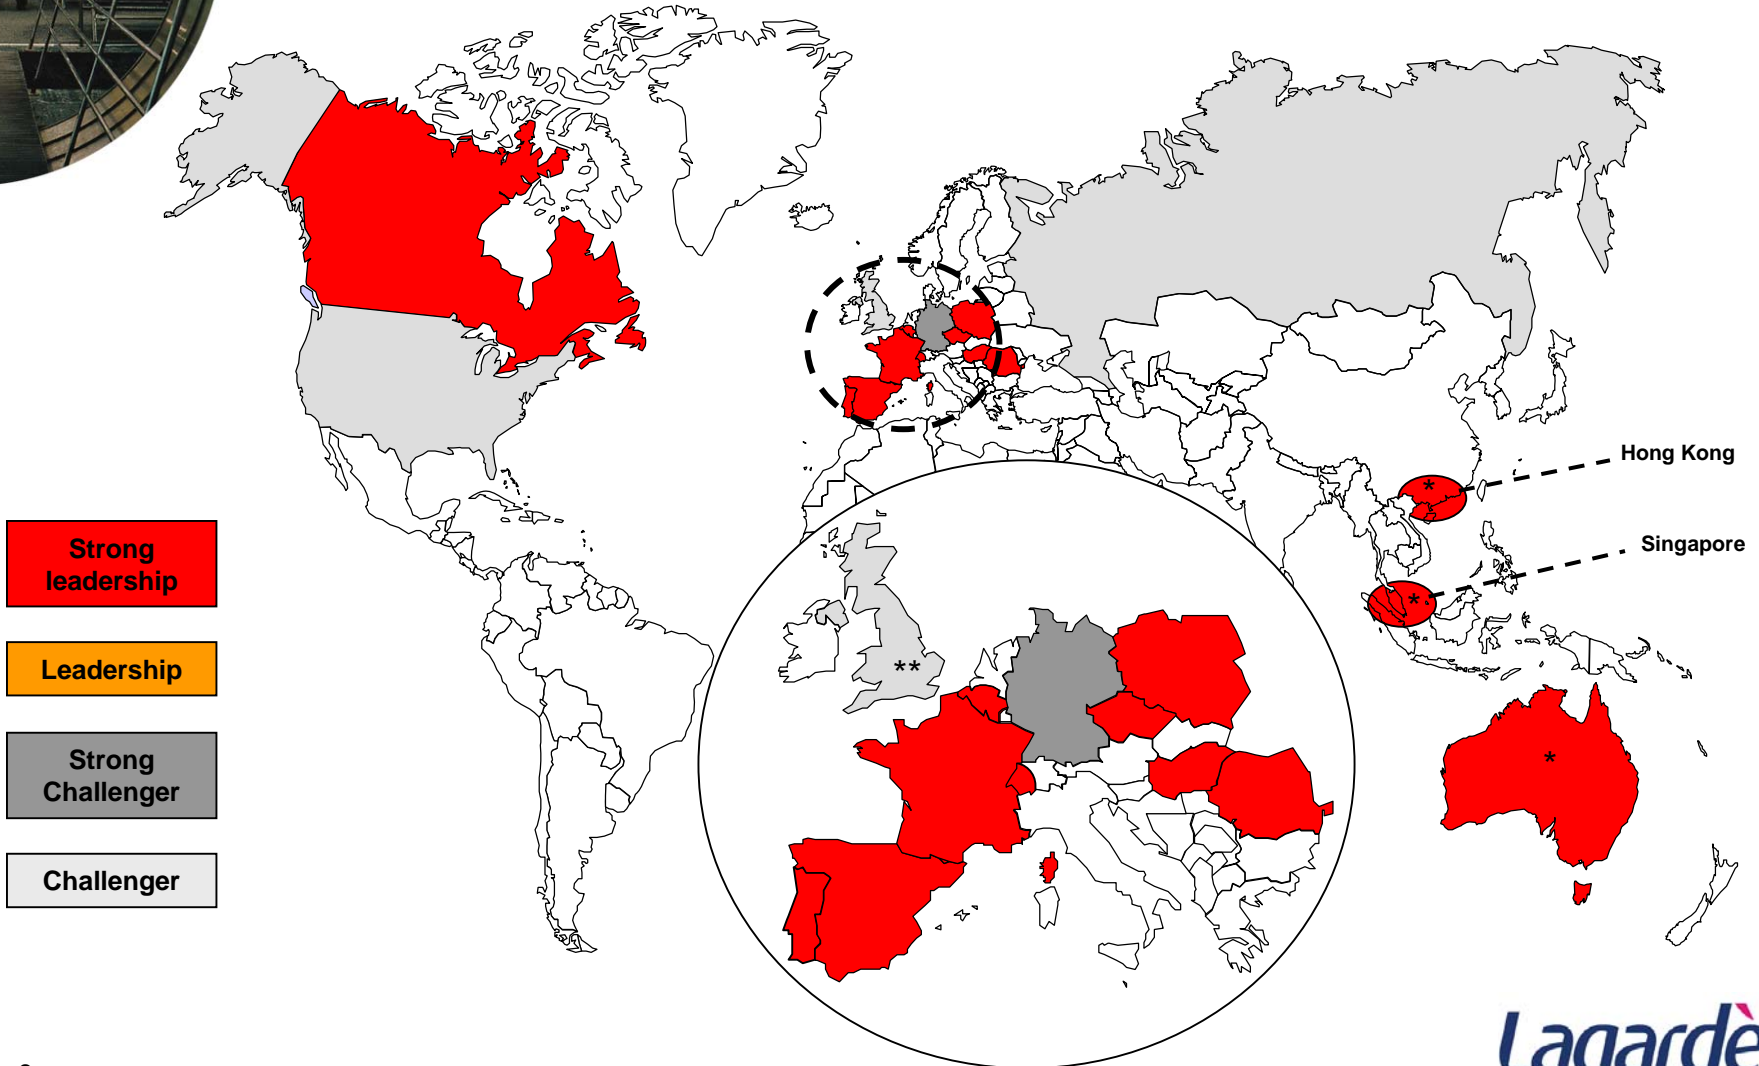 Hong Kong
*
Singapore
*
Strong
leadership
Leadership
**
Strong
Challenger
*
Challenger
Lagardè